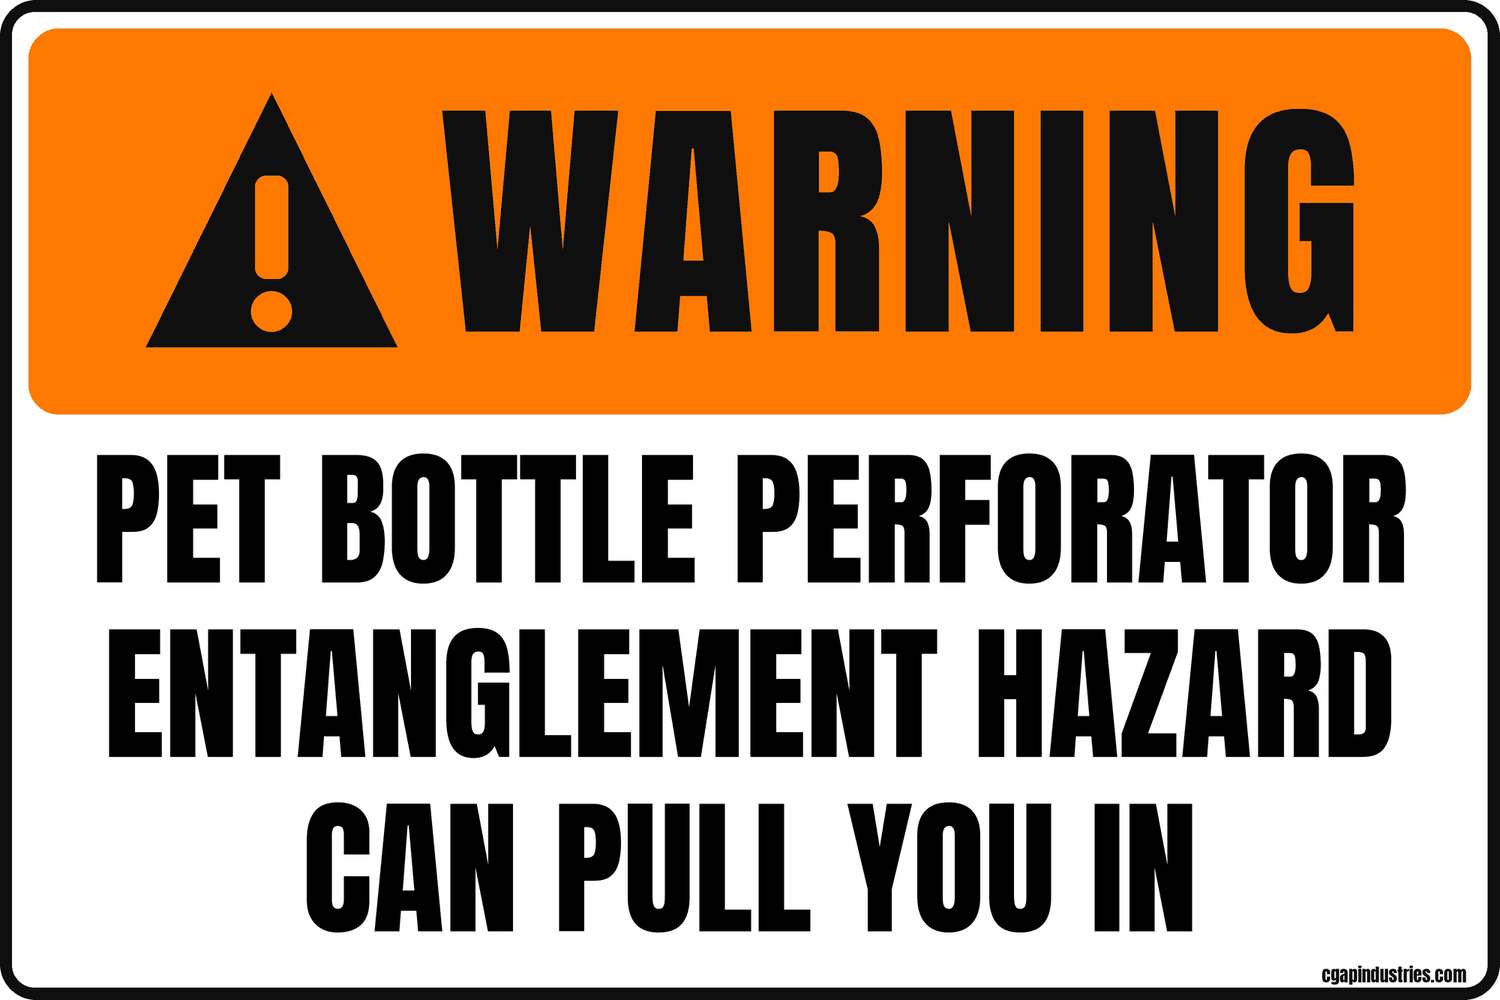 WARNING
PET BOTTLE PERFORATOR
ENTANGLEMENT HAZARD
CAN PULL YOU IN
cgapindustries.com